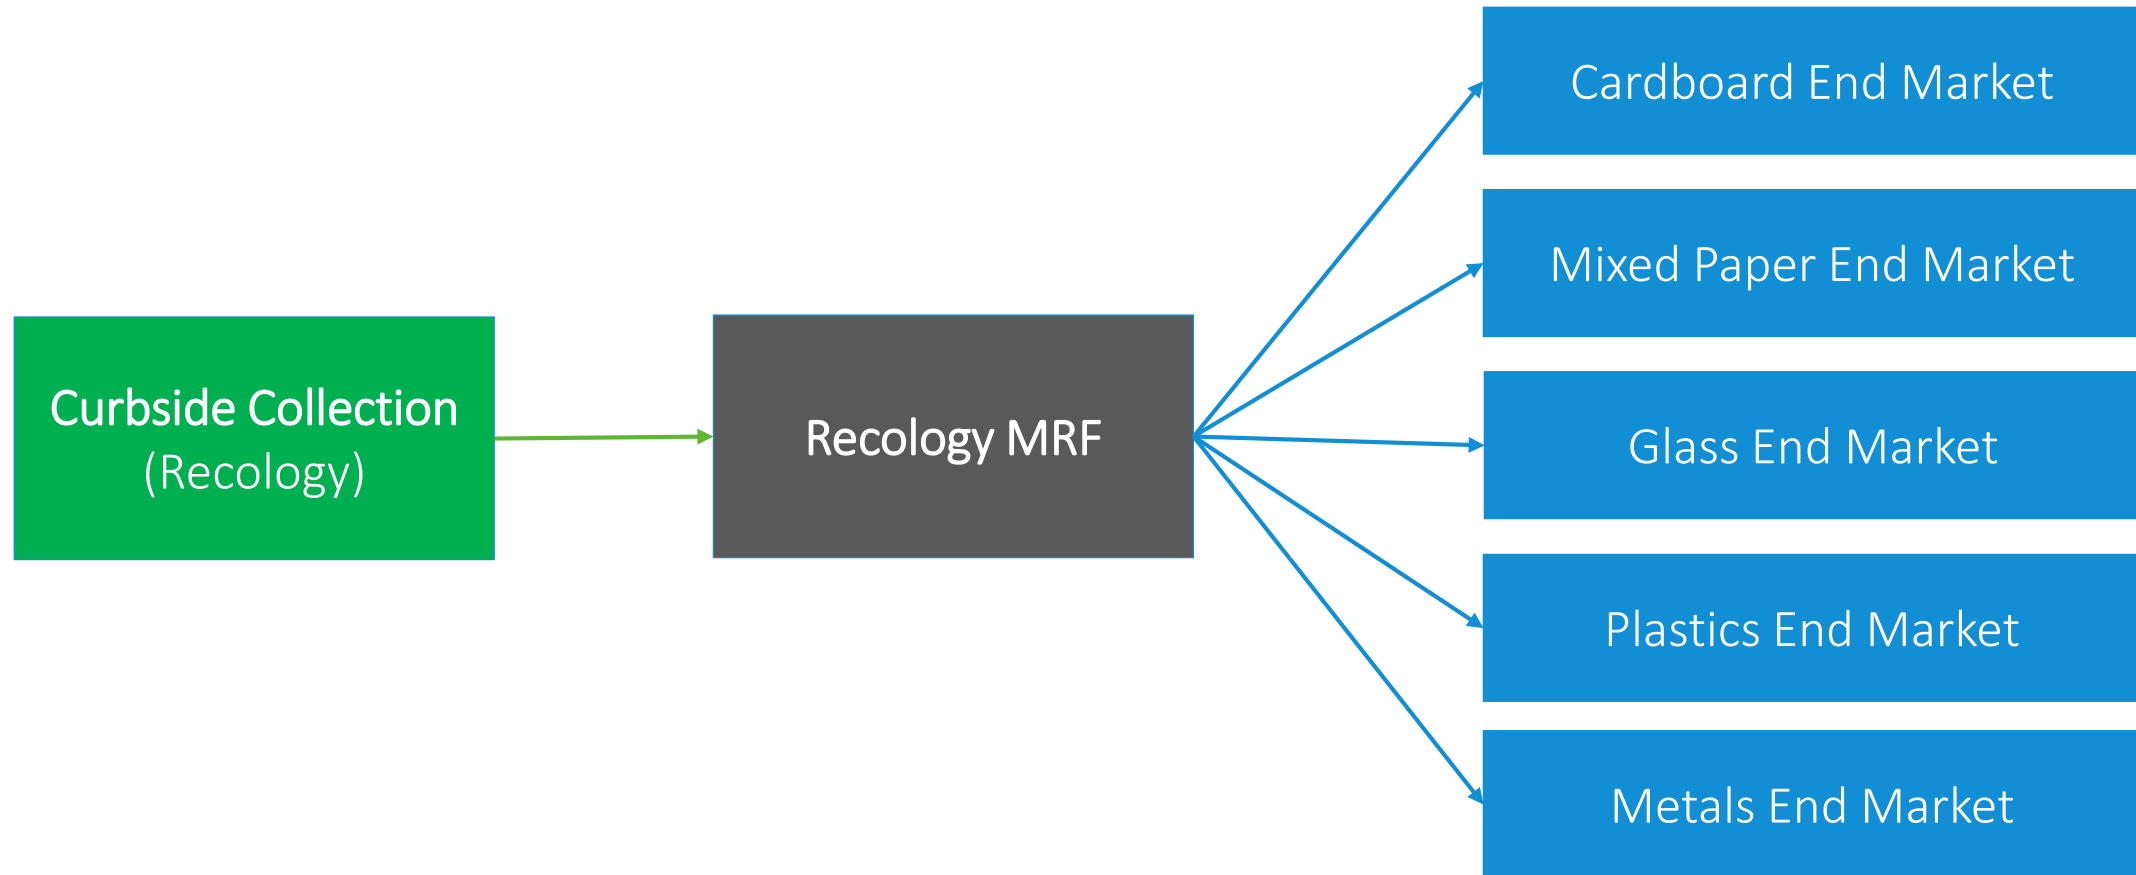 Curbside Collection
(Recology)
Recology MRF
Cardboard End Market
Mixed Paper End Market
Glass End Market
Plastics End Market
Metals End Market